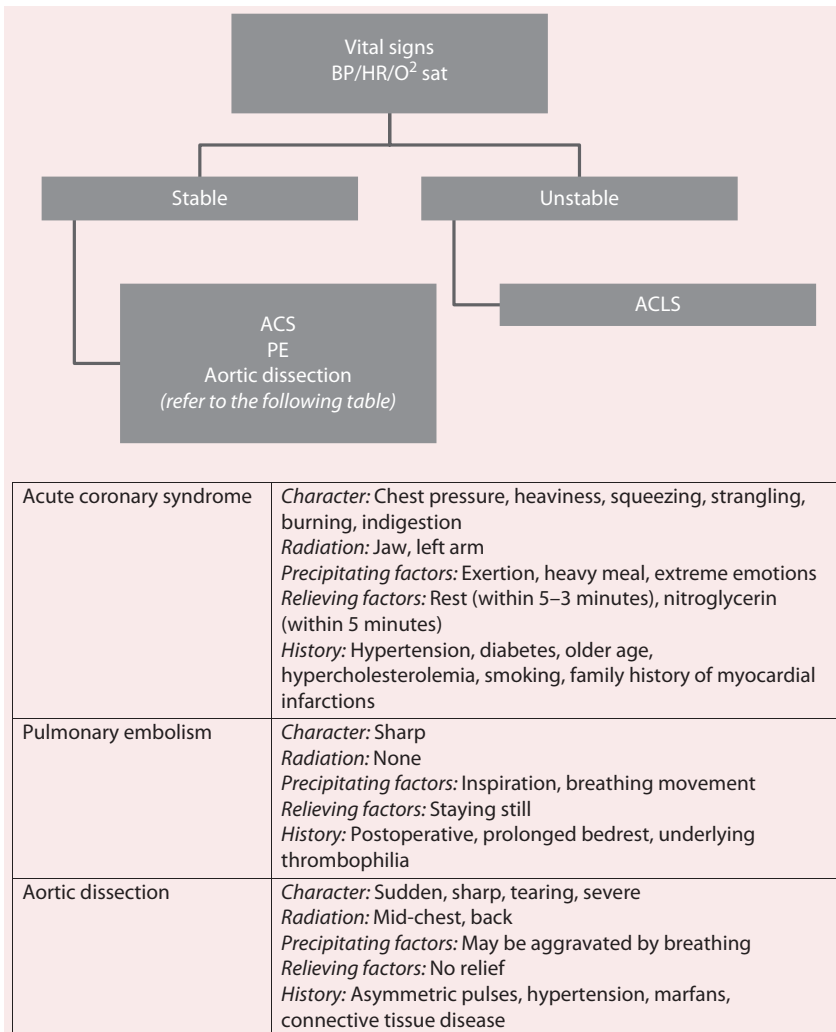 Vital signs
BP/HR/O² sat
Stable
Unstable
ACS
PE
Aortic dissection
(refer to the following table)
ACLS
Acute coronary syndrome
Character: Chest pressure, heaviness, squeezing, strangling,
burning, indigestion
Radiation: Jaw, left arm
Precipitating factors: Exertion, heavy meal, extreme emotions
Relieving factors: Rest (within 5–3 minutes), nitroglycerin
(within 5 minutes)
History: Hypertension, diabetes, older age,
hypercholesterolemia, smoking, family history of myocardial
infarctions
Pulmonary embolism
Character: Sharp
Radiation: None
Precipitating factors: Inspiration, breathing movement
Relieving factors: Staying still
History: Postoperative, prolonged bedrest, underlying
thrombophilia
Aortic dissection
Character: Sudden, sharp, tearing, severe
Radiation: Mid-chest, back
Precipitating factors: May be aggravated by breathing
Relieving factors: No relief
History: Asymmetric pulses, hypertension, marfans,
connective tissue disease